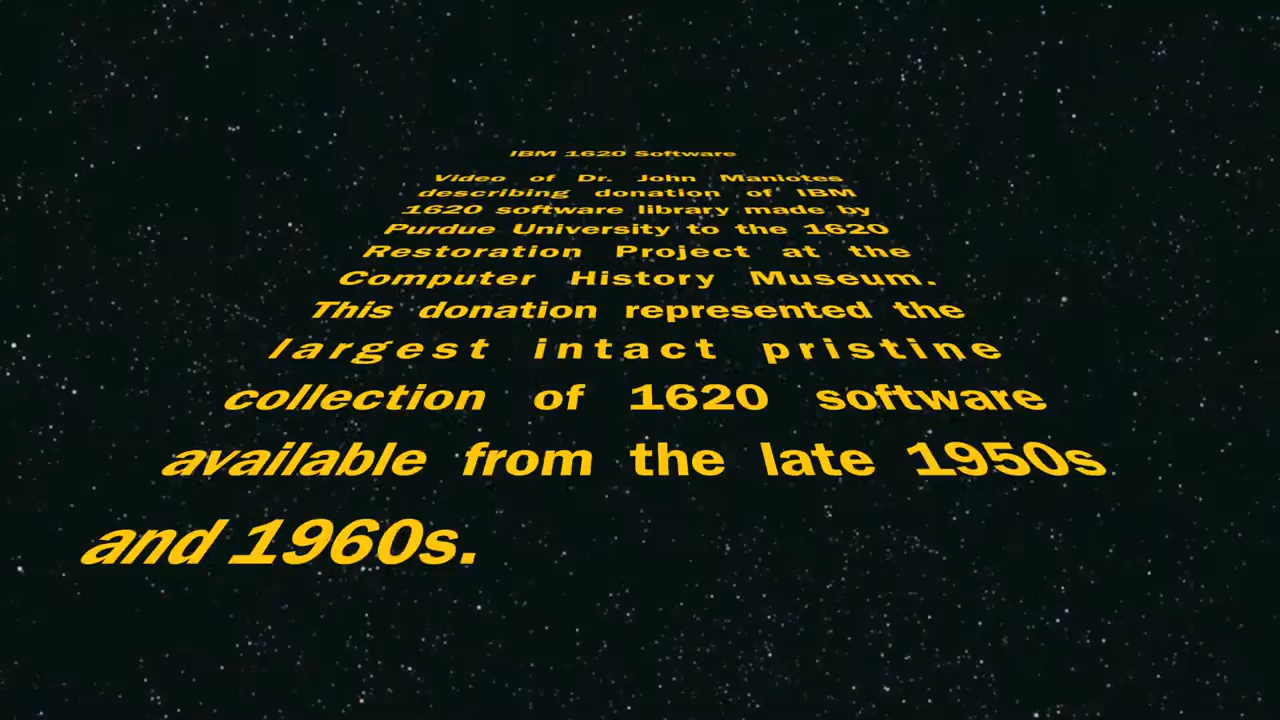 IBM 1620 Software
Video of Dr. John Maniotes
describing donation of IBM
1620 software library made by
Purdue University to the 1620
Restoration Project at the
Computer History Museum.
This donation represented the
largest intact pristine
collection of 1620 software
available from the late 1950s
and 1960s.